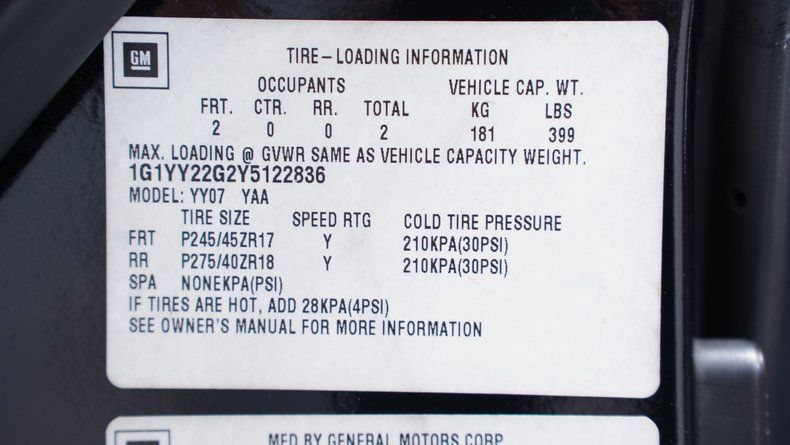 GM
TIRE-LOADING INFORMATION
OCCUPANTS VEHICLE CAP. WT.
FRT. CTR. RR. TOTAL KG LBS
2 0 0 2 181 399
MAX. LOADING @ GVWR SAME AS VEHICLE CAPACITY WEIGHT.
1G1YY22G2Y5122836
MODEL: YY07 YAA
TIRE SIZE SPEED RTG COLD TIRE PRESSURE
FRT P245/45ZR17 Y 210KPA(30PSI)
RR P275/40ZR18 Y 210KPA(30PSI)
SPA NONEKPA(PSI)
IF TIRES ARE HOT, ADD 28KPA(4PSI)
SEE OWNER'S MANUAL FOR MORE INFORMATION
MFD BY GENERAL MOTORS CORP